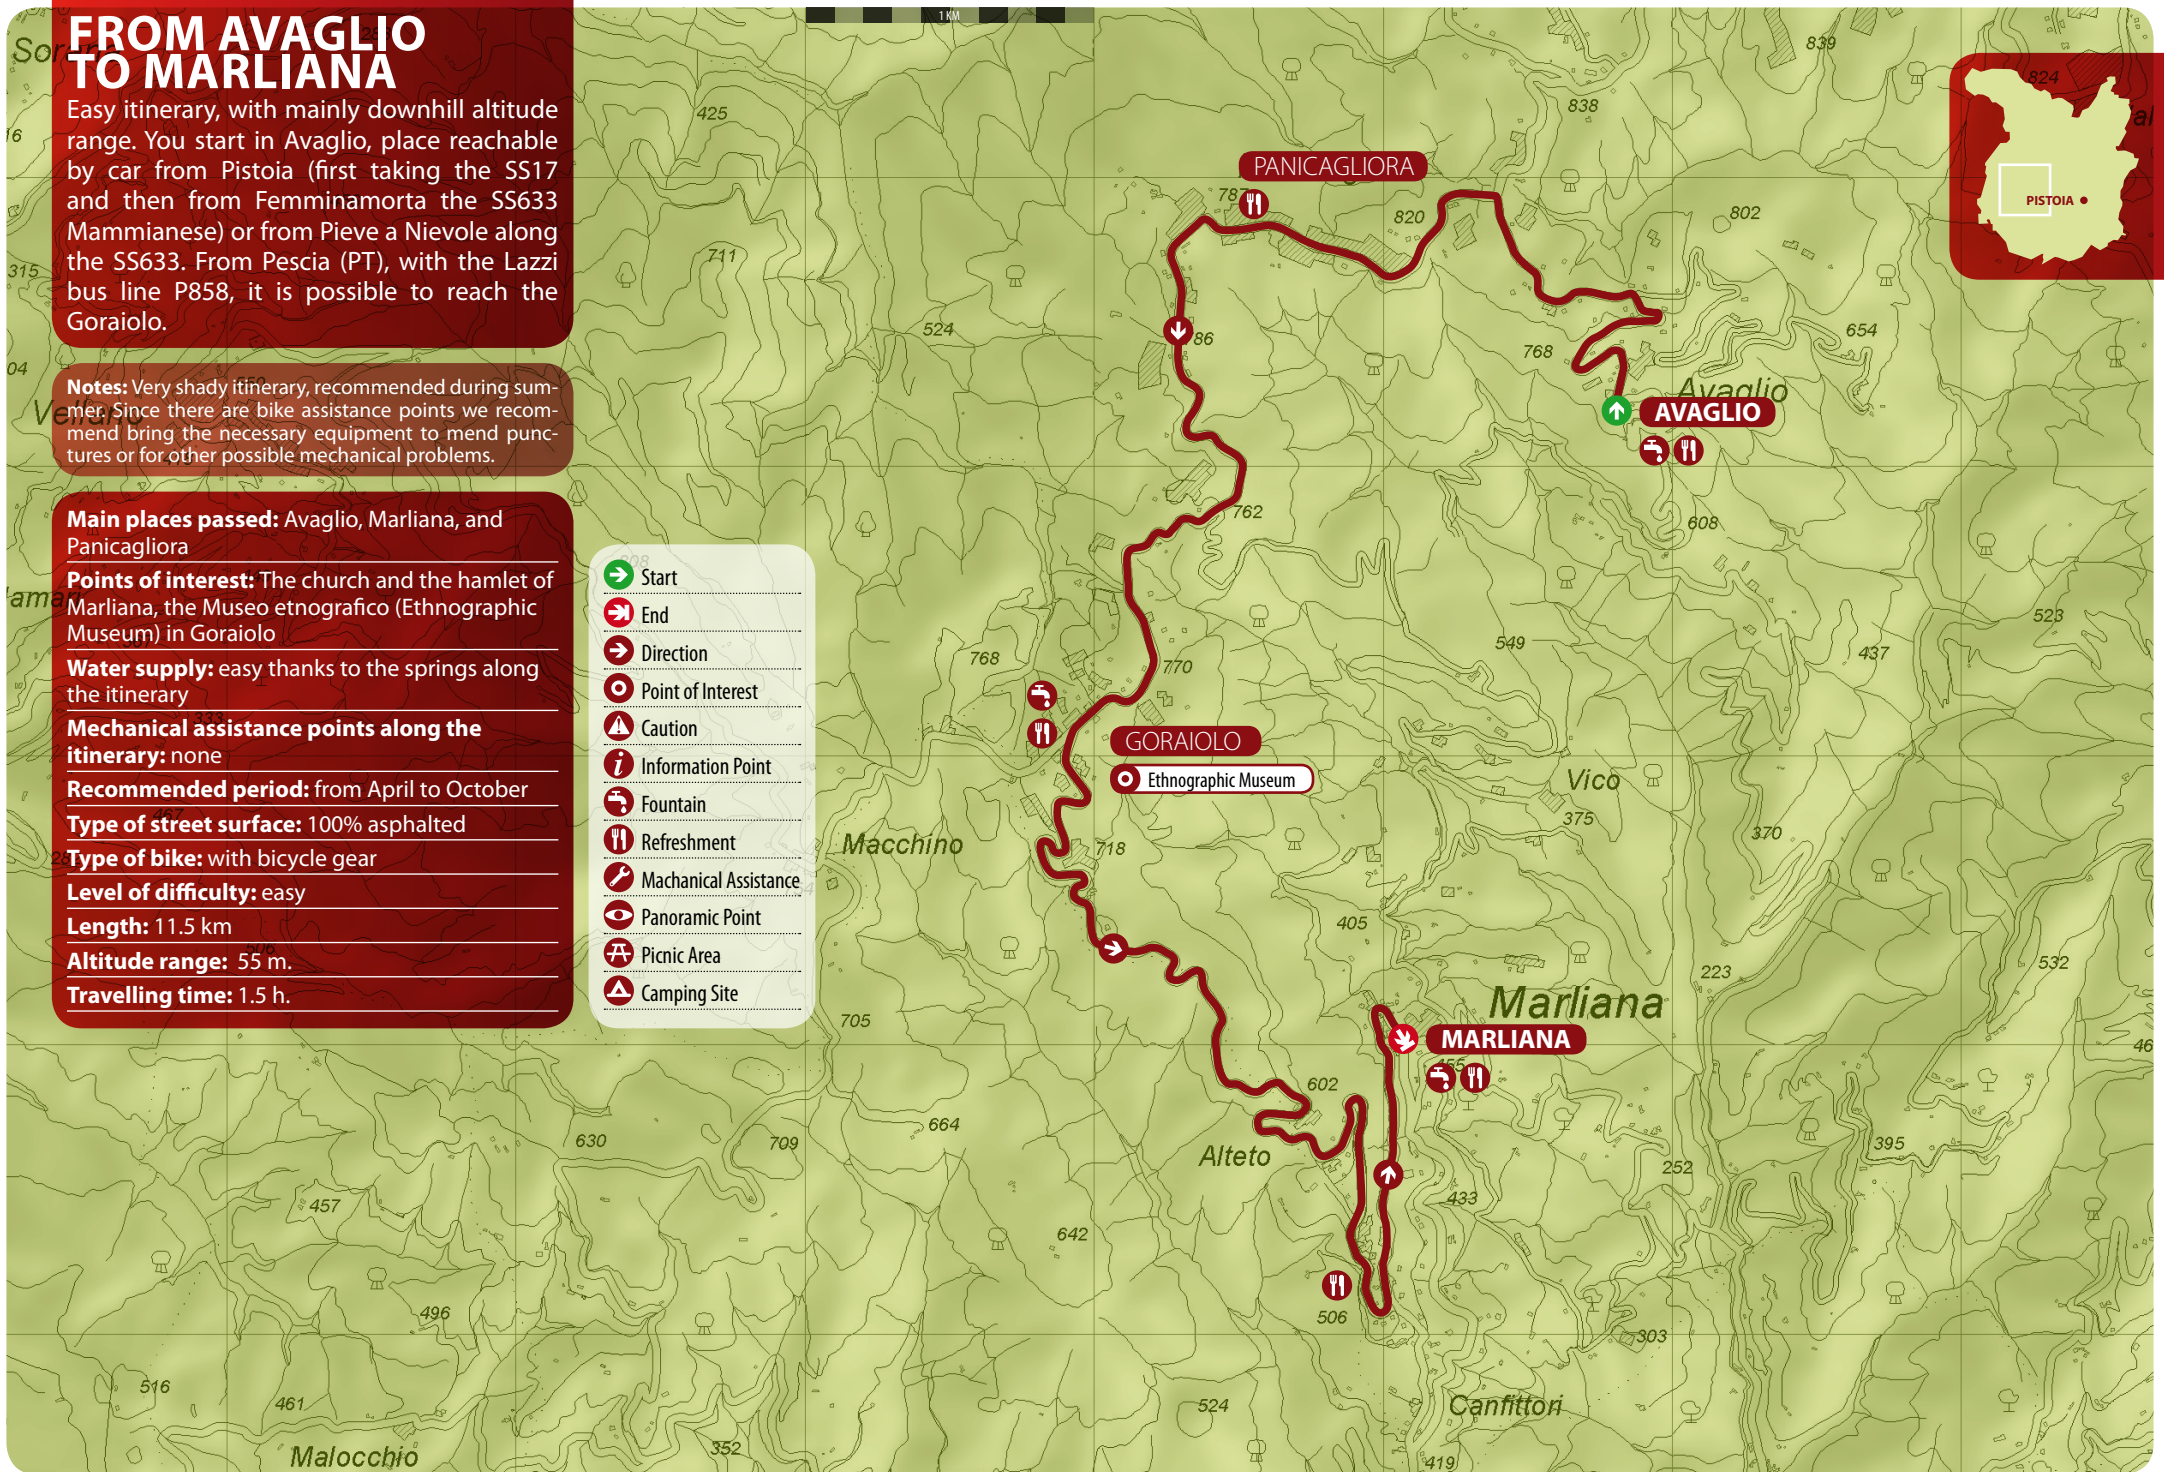 FROM AVAGLIO
TO MARLIANA
Easy itinerary, with mainly downhill altitude
range. You start in Avaglio, place reachable
by car from Pistoia (first taking the SS17
and then from Femminamorta the SS633
Mammianese) or from Pieve a Nievole along
the SS633. From Pescia (PT), with the Lazzi
bus line P858, it is possible to reach the
Goraiolo.
Notes: Very shady itinerary, recommended during sum-
mer. Since there are bike assistance points we recom-
mend bring the necessary equipment to mend punc-
tures or for other possible mechanical problems.
Main places passed: Avaglio, Marliana, and
Panicagliora
Points of interest: The church and the hamlet of
Marliana, the Museo etnografico (Ethnographic
Museum) in Goraiolo
Water supply: easy thanks to the springs along
the itinerary
Mechanical assistance points along the
itinerary: none
Recommended period: from April to October
Type of street surface: 100% asphalted
Type of bike: with bicycle gear
Level of difficulty: easy
Length: 11.5 km
Altitude range: 55 m.
Travelling time: 1.5 h.
Start
End
Direction
Point of Interest
Caution
Information Point
Fountain
Refreshment
Machanical Assistance
Panoramic Point
Picnic Area
Camping Site
1 KM
839
824
838
425
PANICAGLIORA
787
820
802
PISTOIA
711
315
524
86
768
654
04
Avaglio
AVAGLIO
762
608
523
549
437
768
770
GORAIOLO
Ethnographic Museum
Vico
375
370
Macchino
718
405
532
223
Marliana
705
MARLIANA
455
46
602
664
630
709
395
Alteto
252
457
433
642
496
506
303
516
461
524
Canfittori
352
Malocchio
419